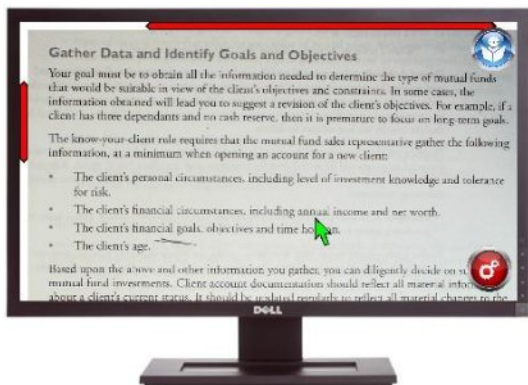 Gather Data and Identify Goals and Objectives
Your goal must be to obtain all the information needed to determine the type of mutual funds
that would be suitable in view of the client's objectives and constraints. In some cases, the
information obtained will lead you to suggest a revision of the client's objectives. For example, if a
client has three dependants and no cash reserve, then it is premature to focus on long-term goals.
The know-your-client rule requires that the mutual fund sales representative gather the following
information, at a minimum when opening an account for a new client:
• The client's personal circumstances, including level of investment knowledge and tolerance
for risk.
• The client's financial circumstances, including annual income and net worth.
• The client's financial goals, objectives and time
• The client's age.
Based upon the above and other information you gather, you can diligently decide on
mutual fund investments. Client account documentation should reflect all material
about a client's current status. It should be updated regularly to reflect all material changes to the
DELL